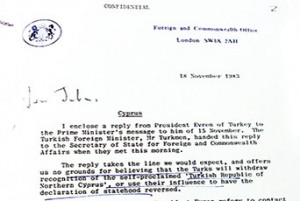 CONFIDENTIAL
2
Foreign and Commonwealth Office
London SW1A 2AH
18 November 1983
Cyprus
I enclose a reply from President Evren of Turkey to
the Prime Minister's message to him of 15 November. The
Turkish Foreign Minister, Mr Turkmen, handed this reply
to the Secretary of State for Foreign and Commonwealth
Affairs when they met this morning.
The reply takes the line we would expect, and offers
us no grounds for believing that the Turks will withdraw
recognition of the self-proclaimed 'Turkish Republic of
Northern Cyprus', or use their influence to have the
declaration of statehood reversed.
refers to contact